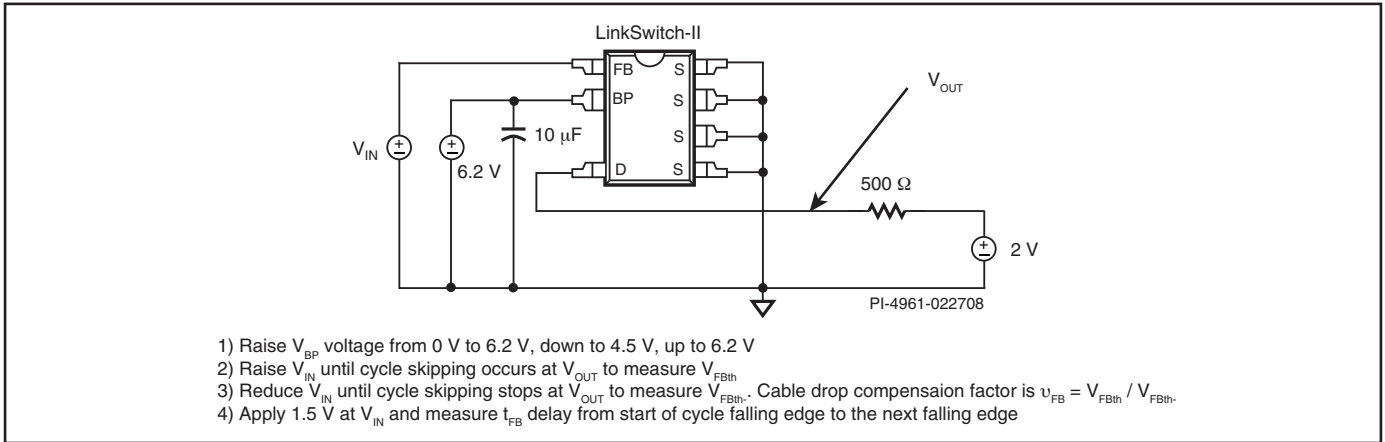 LinkSwitch-II
FB S
BP S
S
D S
V_OUT
10 µF
V_IN
6.2 V
500 Ω
2 V
PI-4961-022708
1) Raise V_BP voltage from 0 V to 6.2 V, down to 4.5 V, up to 6.2 V
2) Raise V_IN until cycle skipping occurs at V_OUT to measure V_FBth
3) Reduce V_IN until cycle skipping stops at V_OUT to measure V_FBth-. Cable drop compensaion factor is υ_FB = V_FBth / V_FBth-
4) Apply 1.5 V at V_IN and measure t_FB delay from start of cycle falling edge to the next falling edge